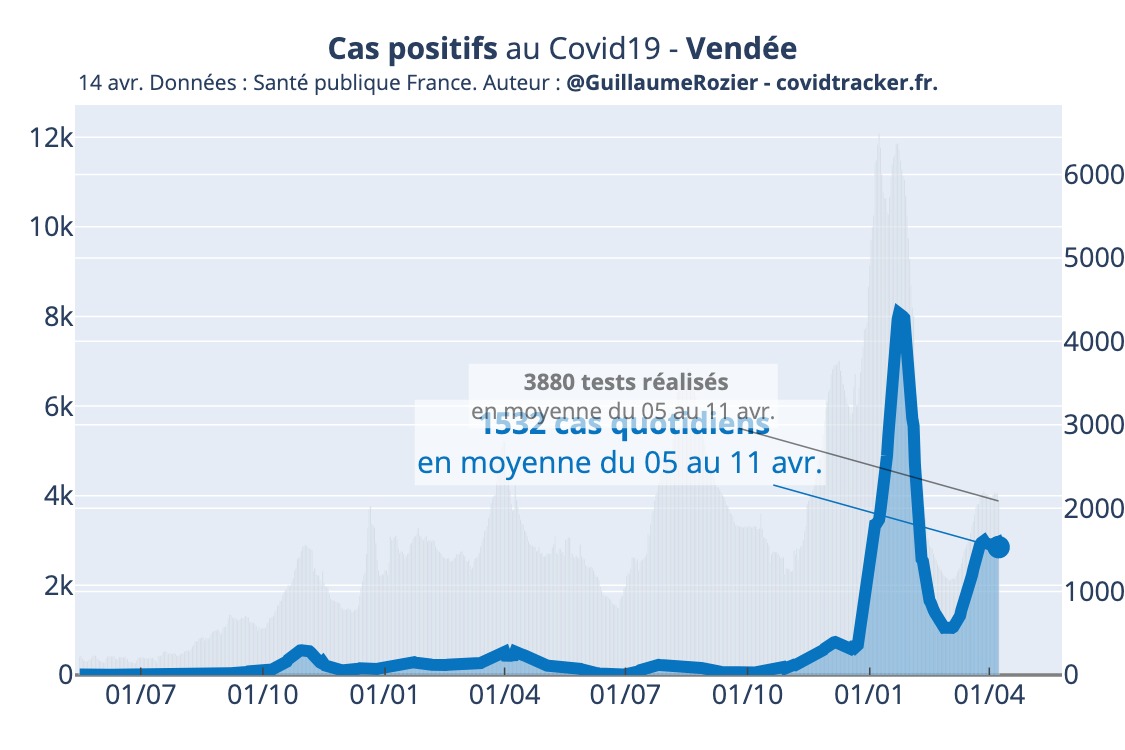 Cas positifs au Covid19 - Vendée
14 avr. Données : Santé publique France. Auteur : @GuillaumeRozier - covidtracker.fr.
12k
10k
8k
6k
4k
2k
0
6000
5000
4000
3000
2000
1000
0
3880 tests réalisés
en moyenne du 05 au 11 avr.
1532 cas quotidiens
en moyenne du 05 au 11 avr.
01/07 01/10 01/01 01/04 01/07 01/10 01/01 01/04